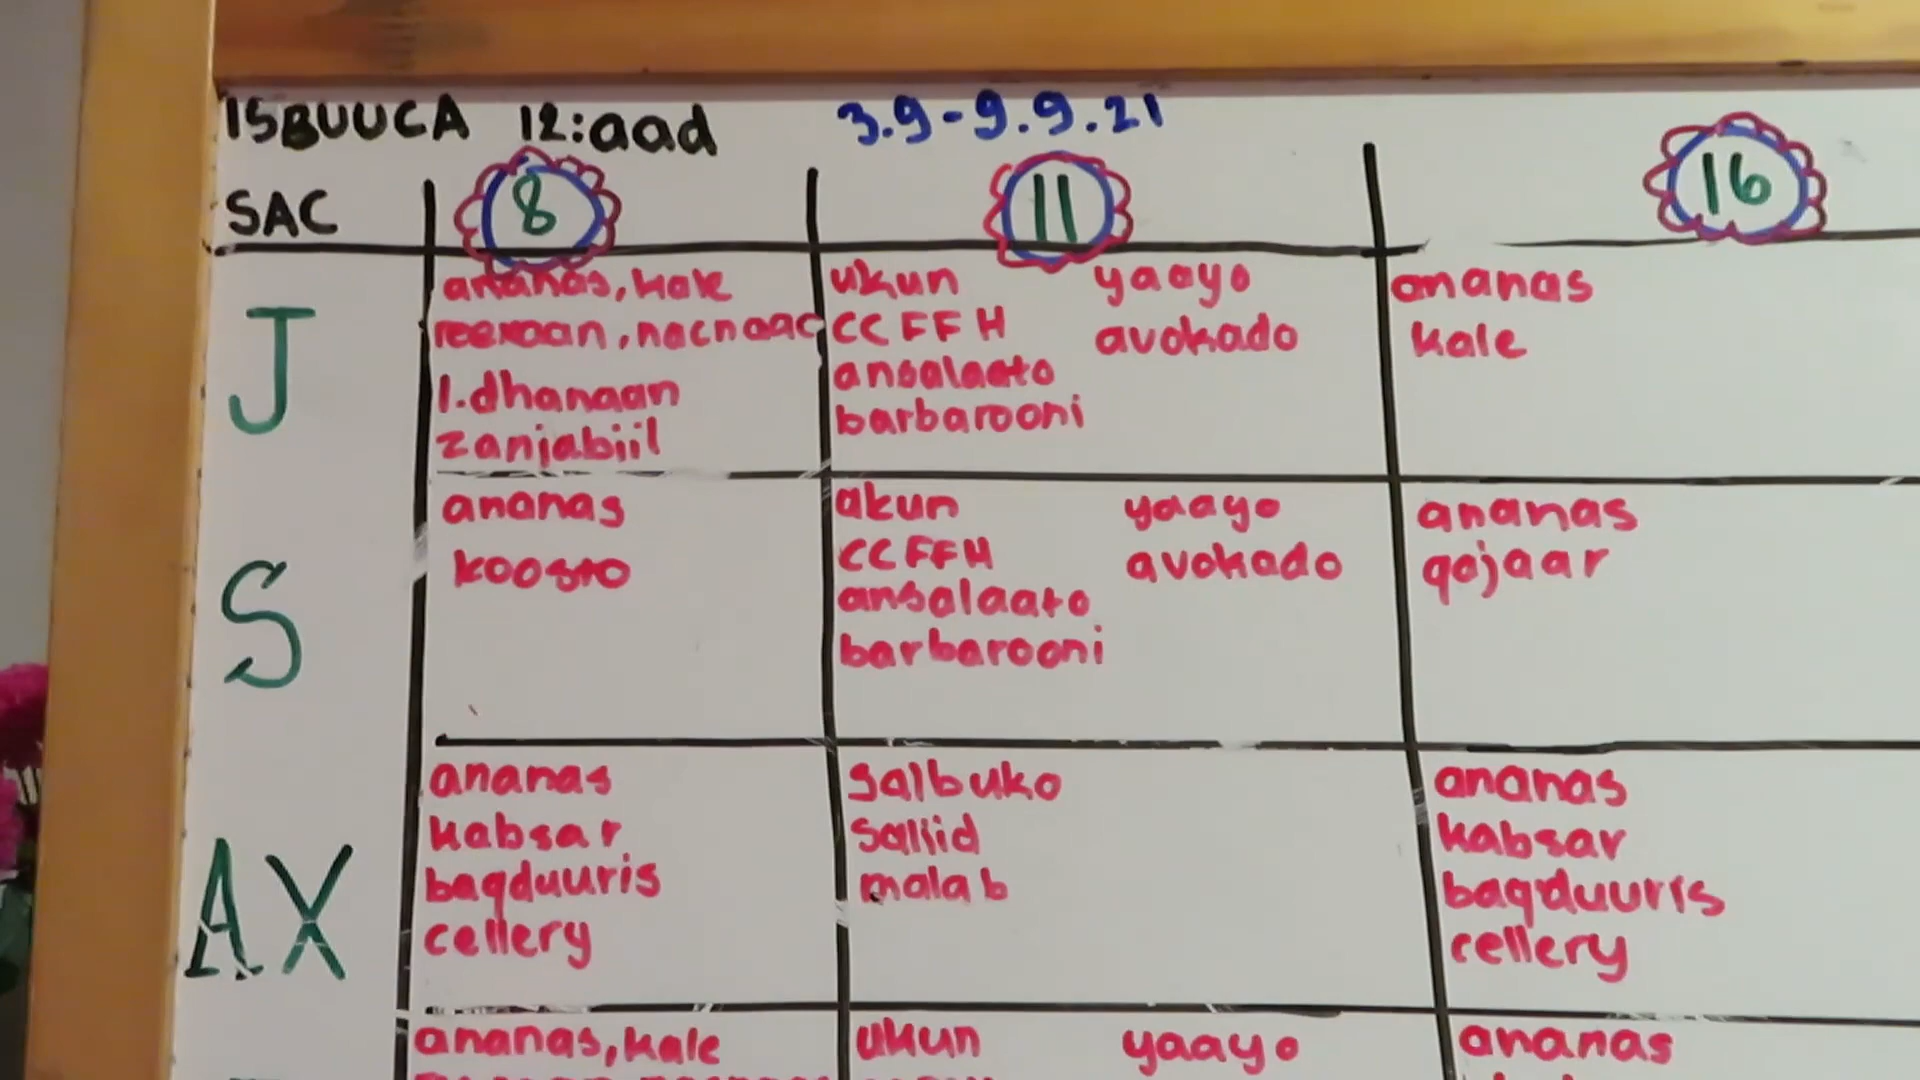 ISBUUCA 12:aad 3.9-9.9.21
SAC 8 11 16
J
ananas, kale
reexaan, nacnaac
l.dhanaan
zanjabiil
ukun
CCFFH
ansalaato
barbarooni
yaayo
avokado
ananas
kale
S
ananas
koosto
ukun
CCFFH
ansalaato
barbarooni
yaayo
avokado
ananas
qajaar
AX
ananas
kabsar
baqduuris
cellery
salbuko
sallid
malab
ananas
kabsar
baqduuris
cellery
ananas, kale
ukun
yaayo
ananas